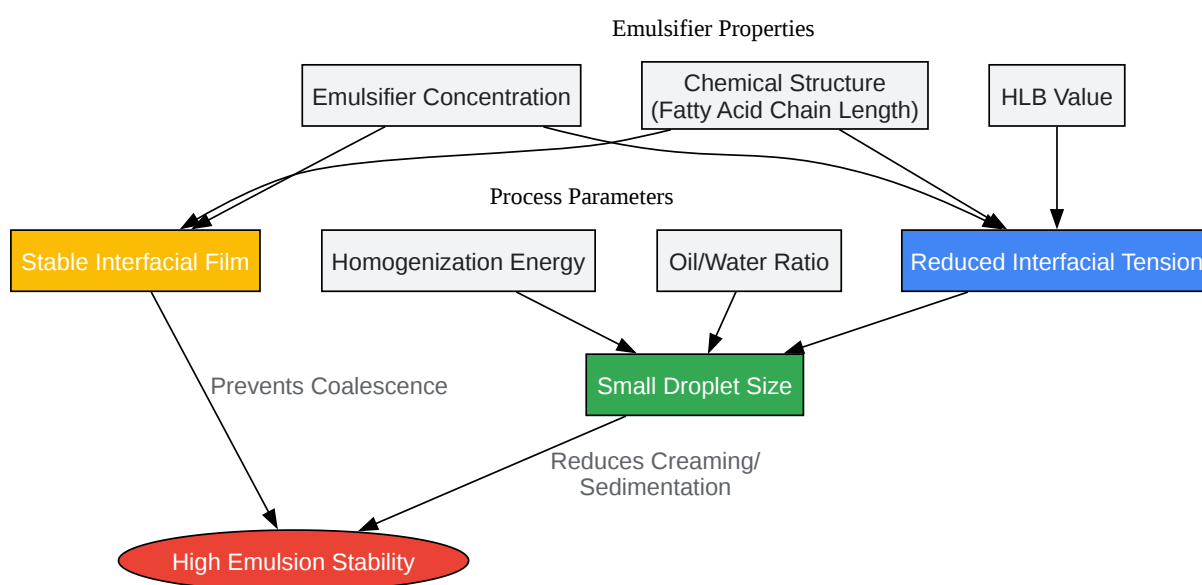 Emulsifier Properties
Emulsifier Concentration
Chemical Structure
(Fatty Acid Chain Length)
HLB Value
Process Parameters
Stable Interfacial Film
Homogenization Energy
Oil/Water Ratio
Reduced Interfacial Tension
Small Droplet Size
Prevents Coalescence
Reduces Creaming/
Sedimentation
High Emulsion Stability